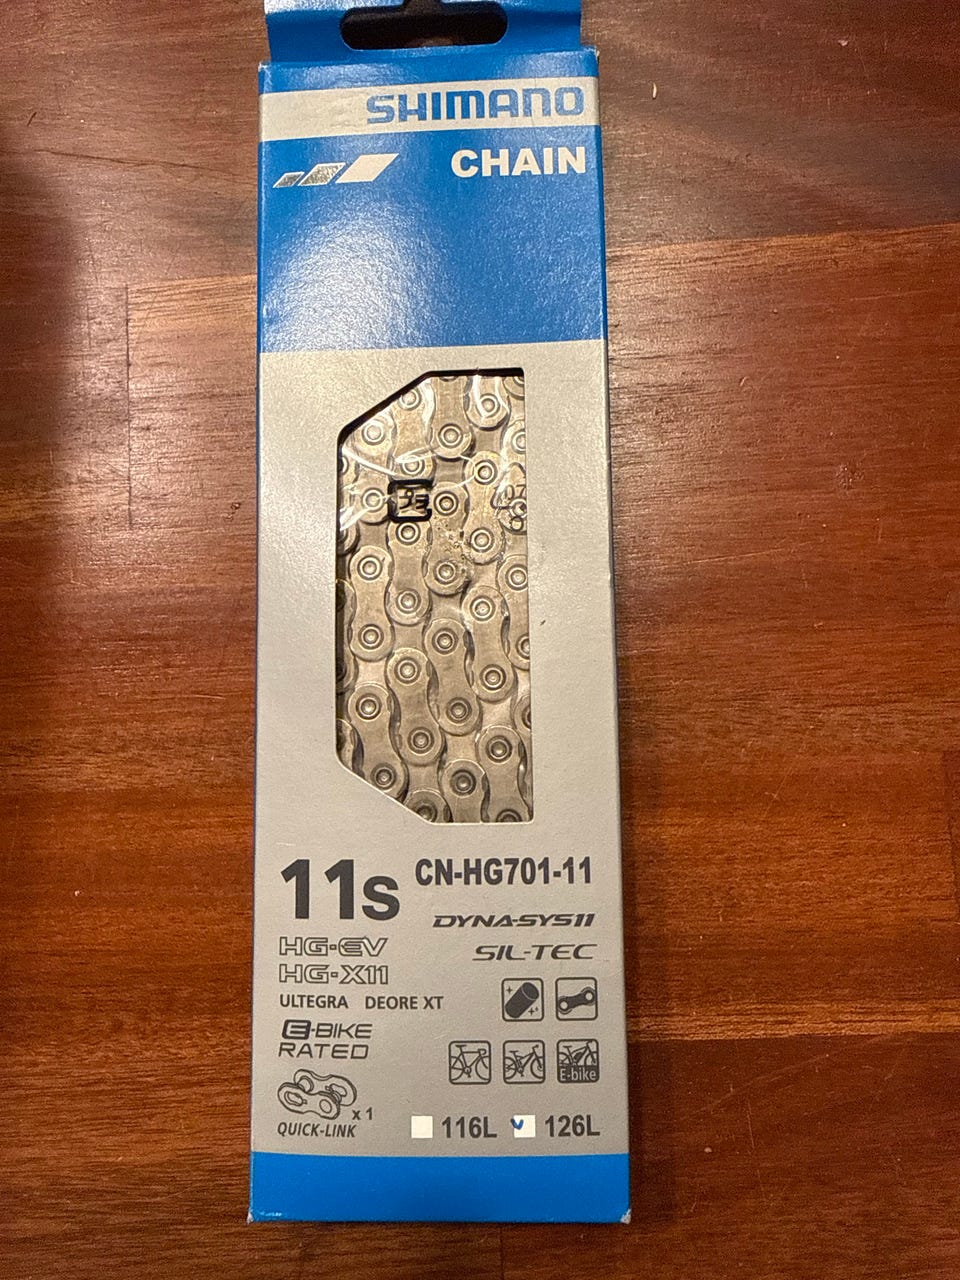 SHIMANO
CHAIN
11s CN-HG701-11
DYNA-SYS11
HG-EV SIL-TEC
HG-X11
ULTEGRA DEORE XT
E-BIKE
RATED
E-bike
x 1
QUICK-LINK 116L 126L